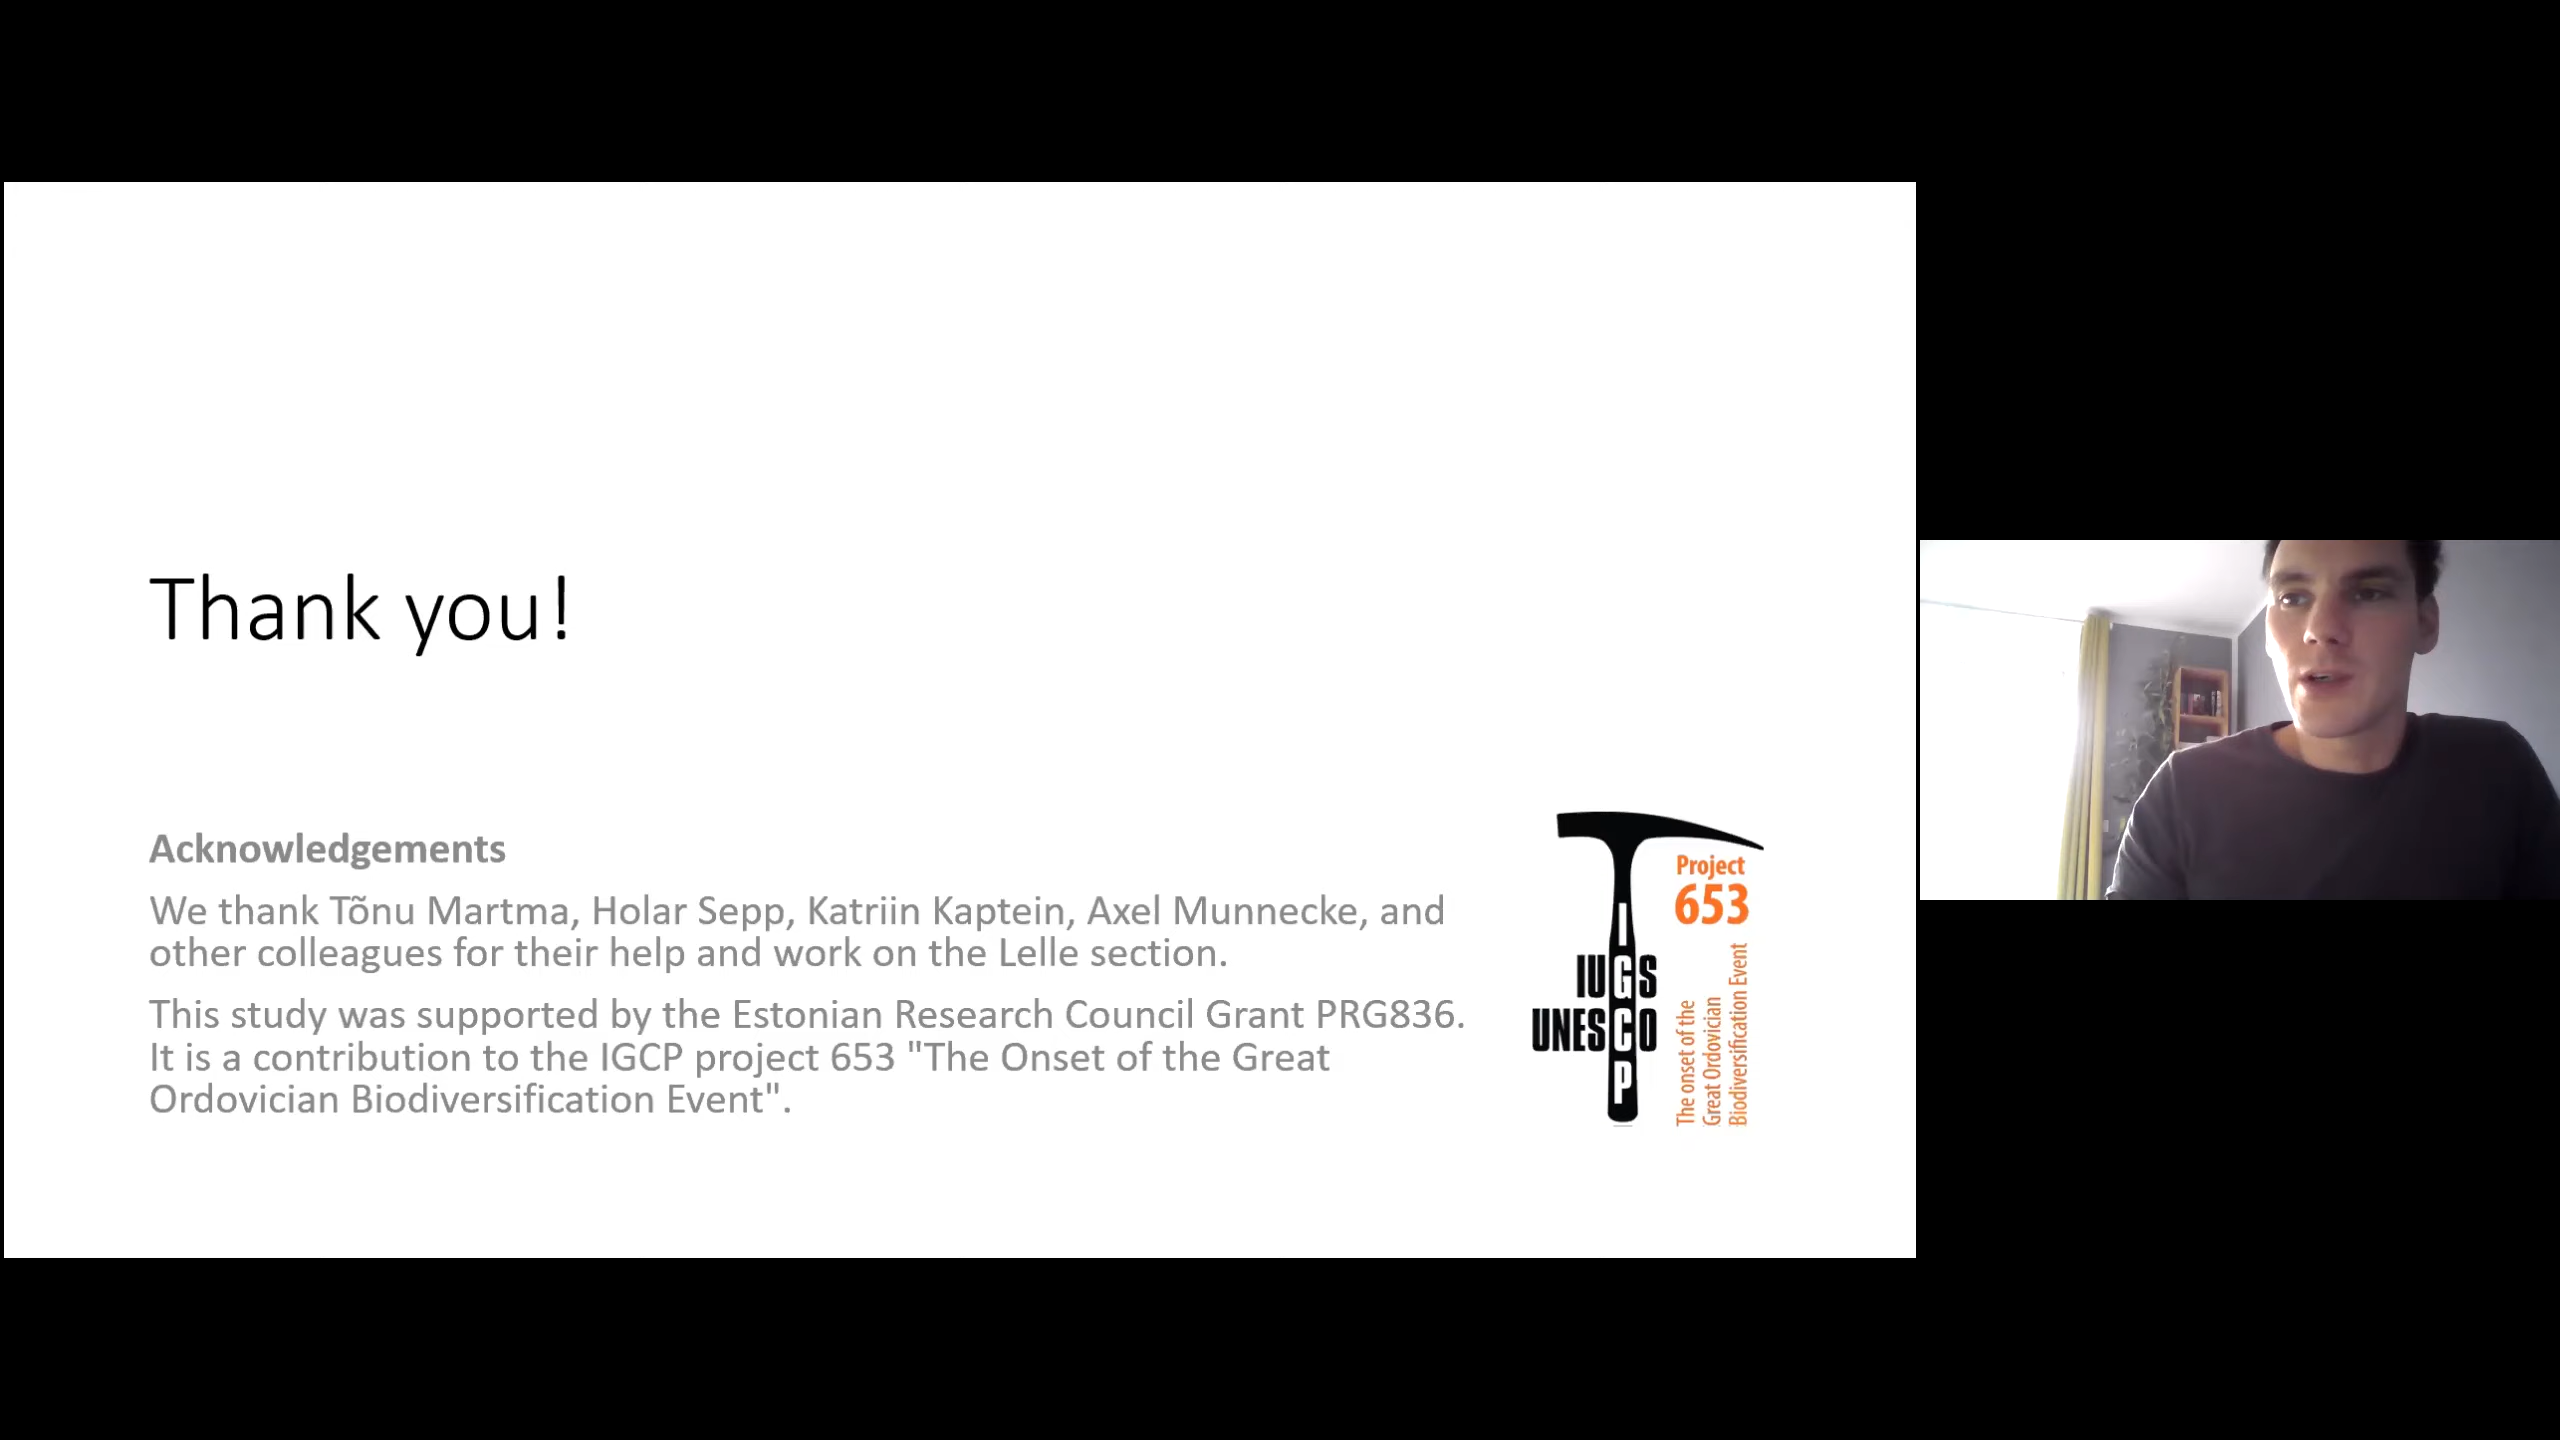 Thank you!
Acknowledgements
We thank Tõnu Martma, Holar Sepp, Katriin Kaptein, Axel Munnecke, and
other colleagues for their help and work on the Lelle section.
This study was supported by the Estonian Research Council Grant PRG836.
It is a contribution to the IGCP project 653 "The Onset of the Great
Ordovician Biodiversification Event".
IUGS
UNESCO
IGCP
Project
653
The onset of the
Great Ordovician
Biodiversification Event